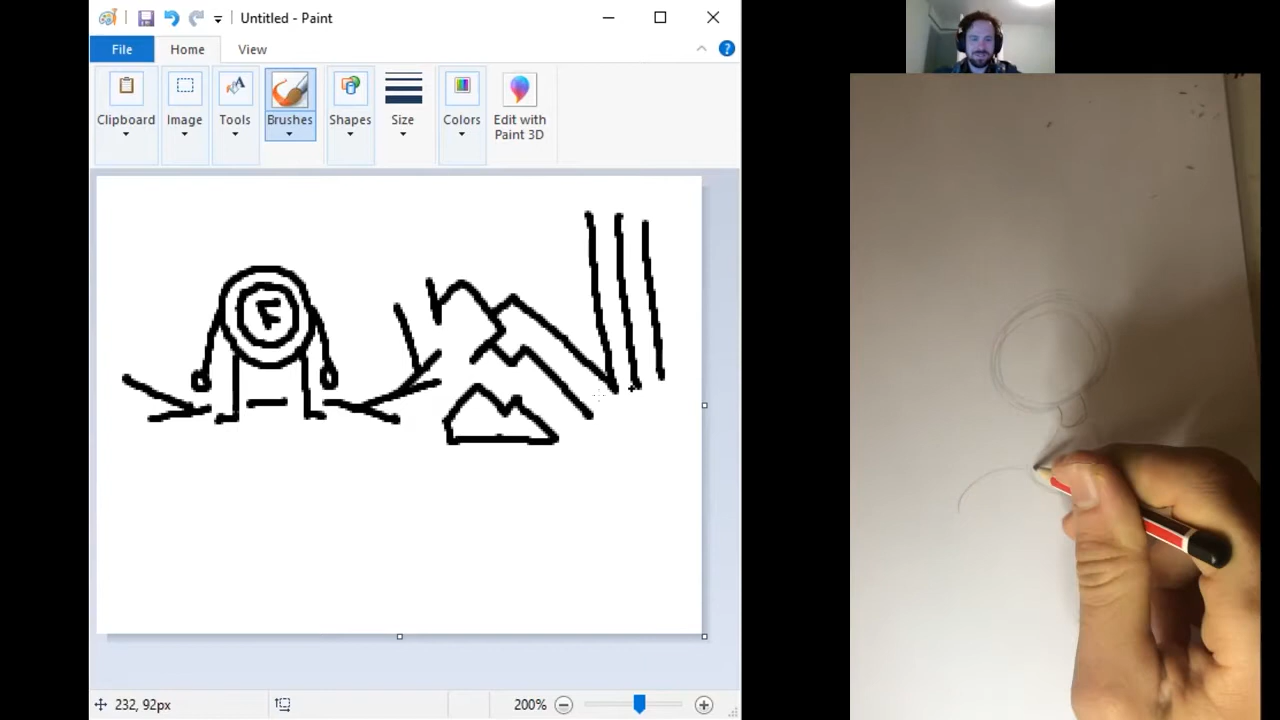 Untitled - Paint
File Home View
Clipboard Image Tools Brushes Shapes Size Colors Edit with Paint 3D
F
232, 92px
200%